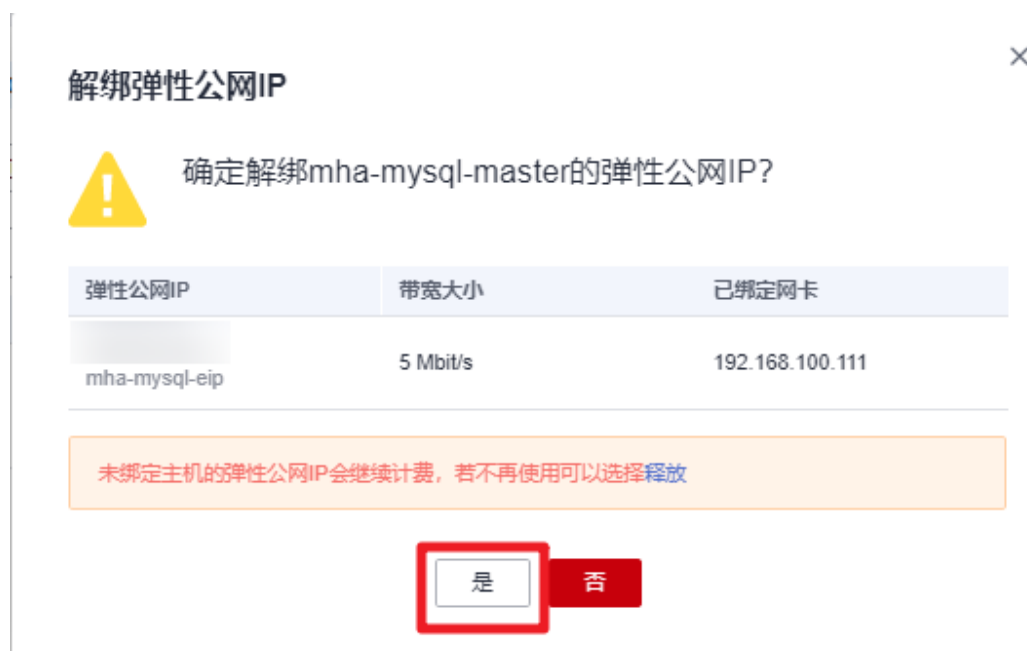 解绑弹性公网IP
确定解绑mha-mysql-master的弹性公网IP?
弹性公网IP 带宽大小 已绑定网卡
mha-mysql-eip 5 Mbit/s 192.168.100.111
未绑定主机的弹性公网IP会继续计费，若不再使用可以选择释放
是 否